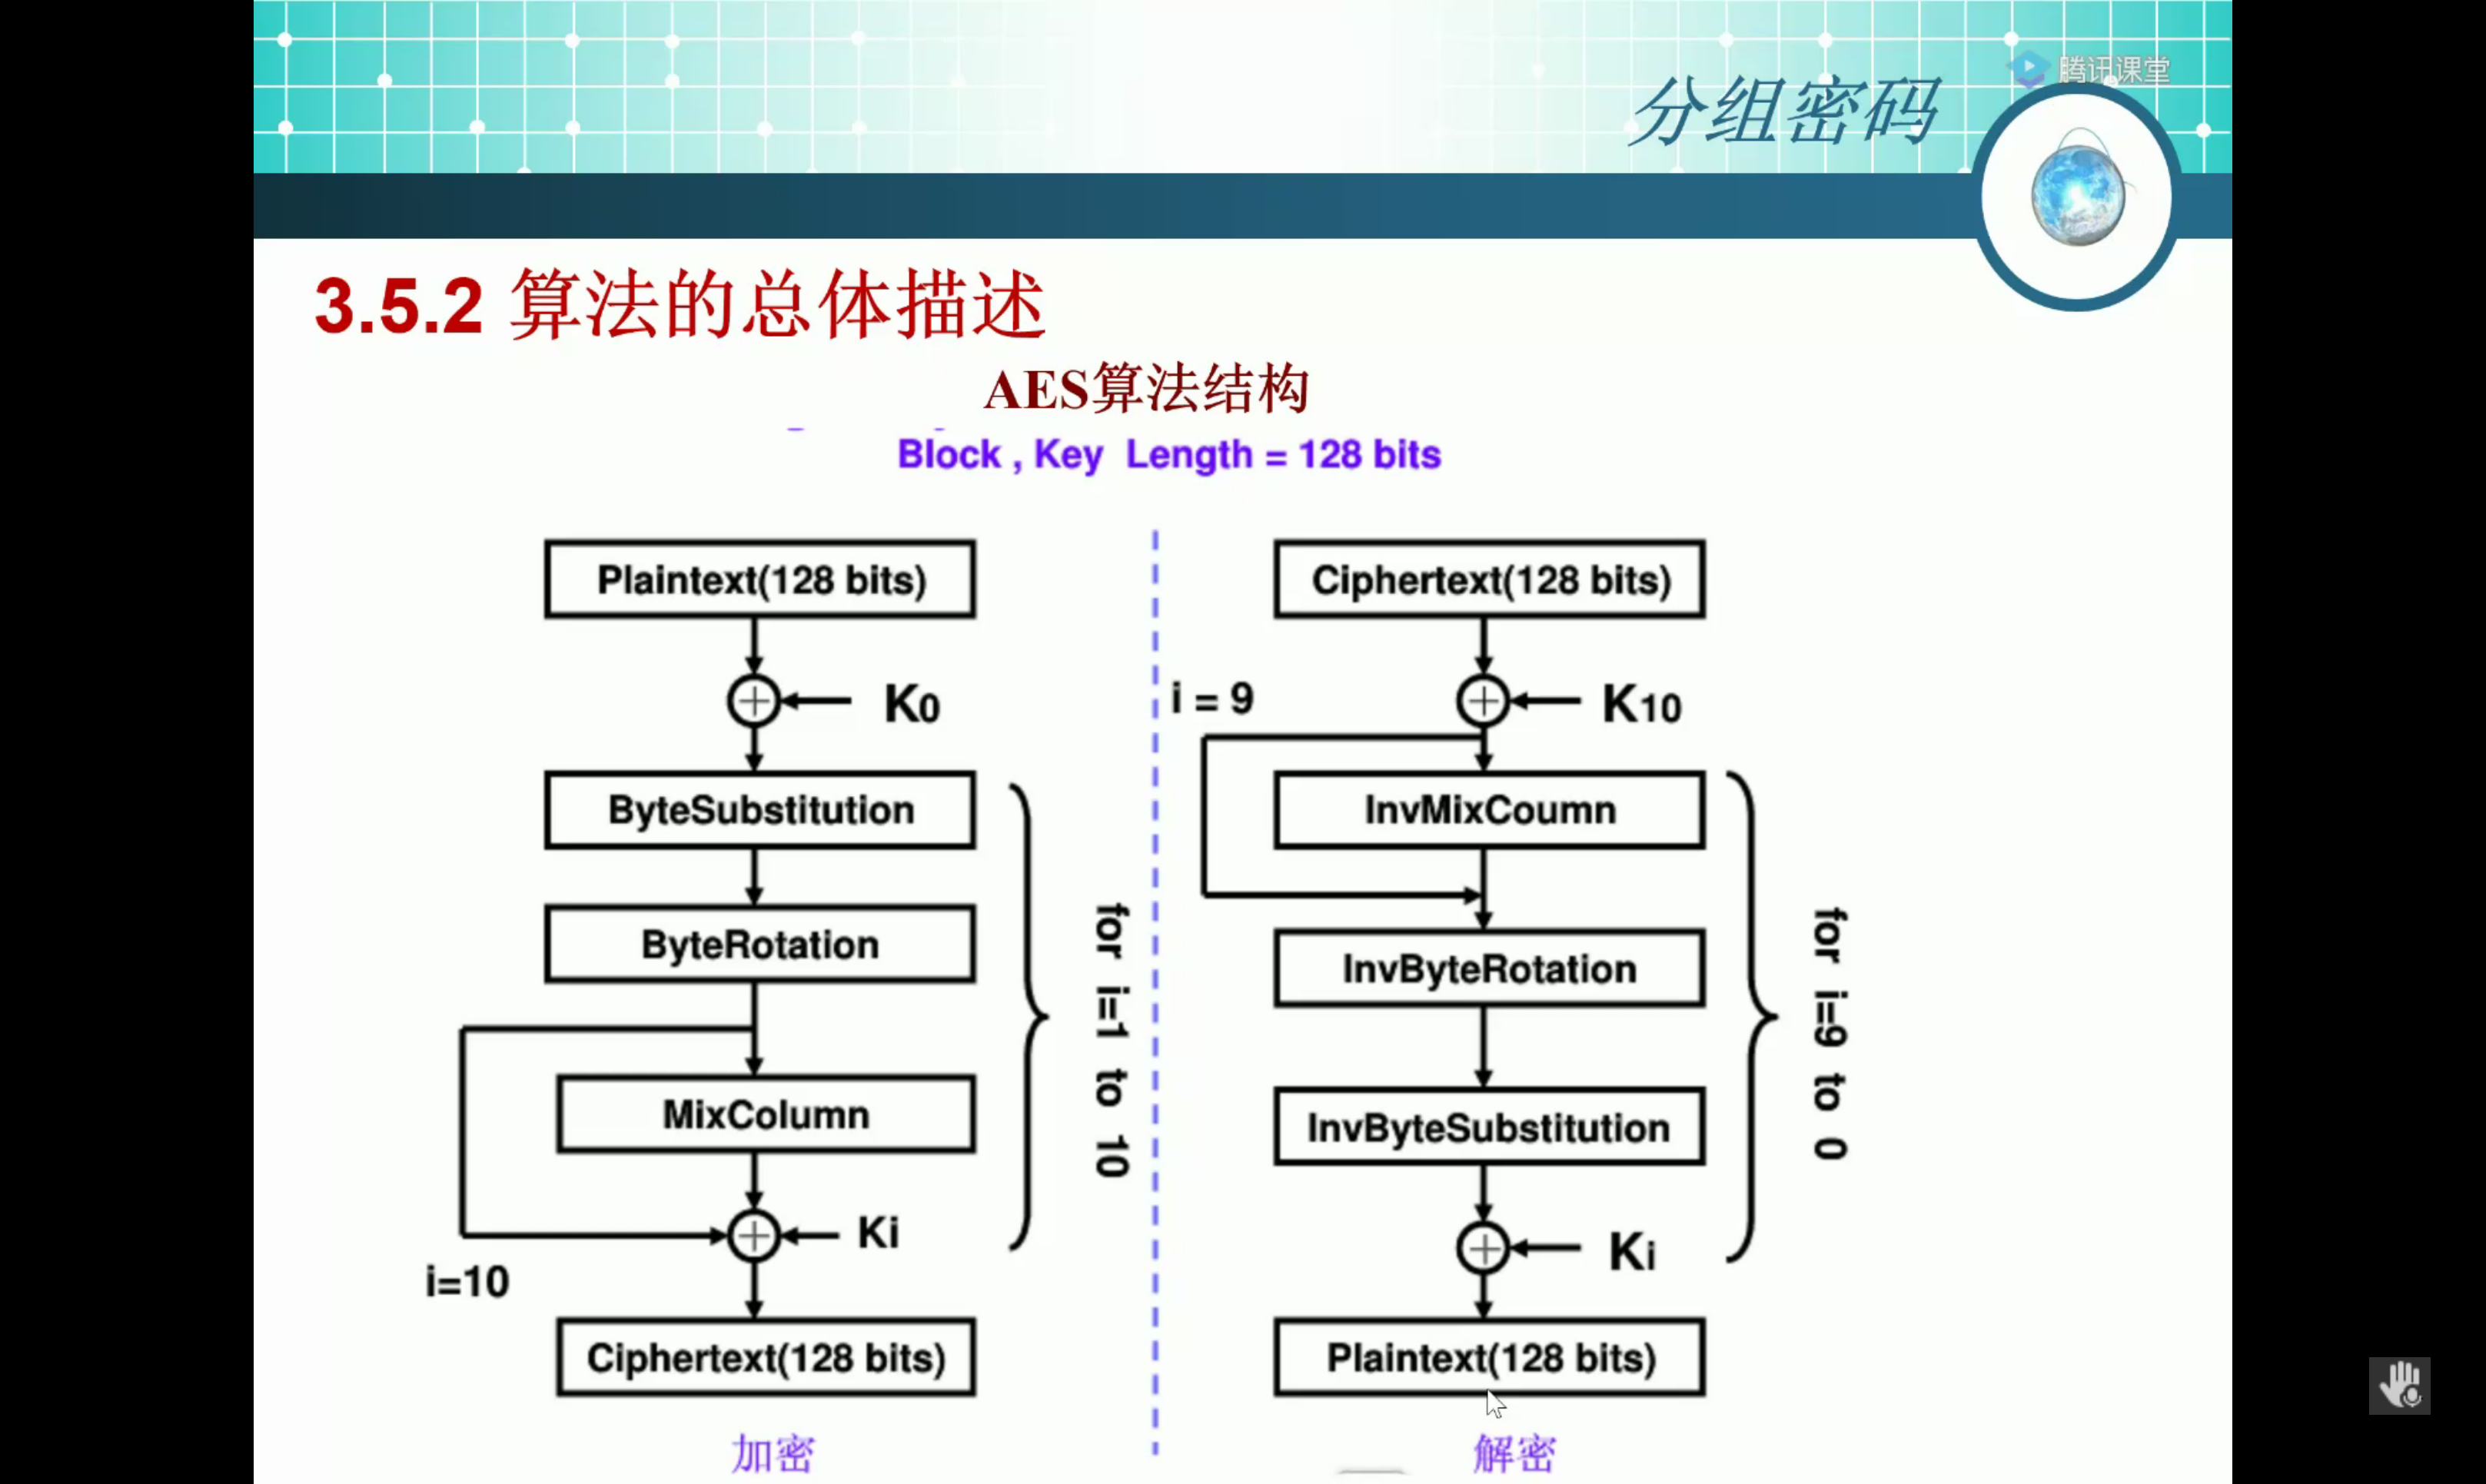 腾讯课堂
分组密码
3.5.2 算法的总体描述
AES算法结构
Block , Key Length = 128 bits
Plaintext(128 bits)
K0
ByteSubstitution
ByteRotation
MixColumn
Ki
i=10
Ciphertext(128 bits)
for i=1 to 10
加密
Ciphertext(128 bits)
i = 9
K10
InvMixCoumn
InvByteRotation
InvByteSubstitution
Ki
Plaintext(128 bits)
for i=9 to 0
解密